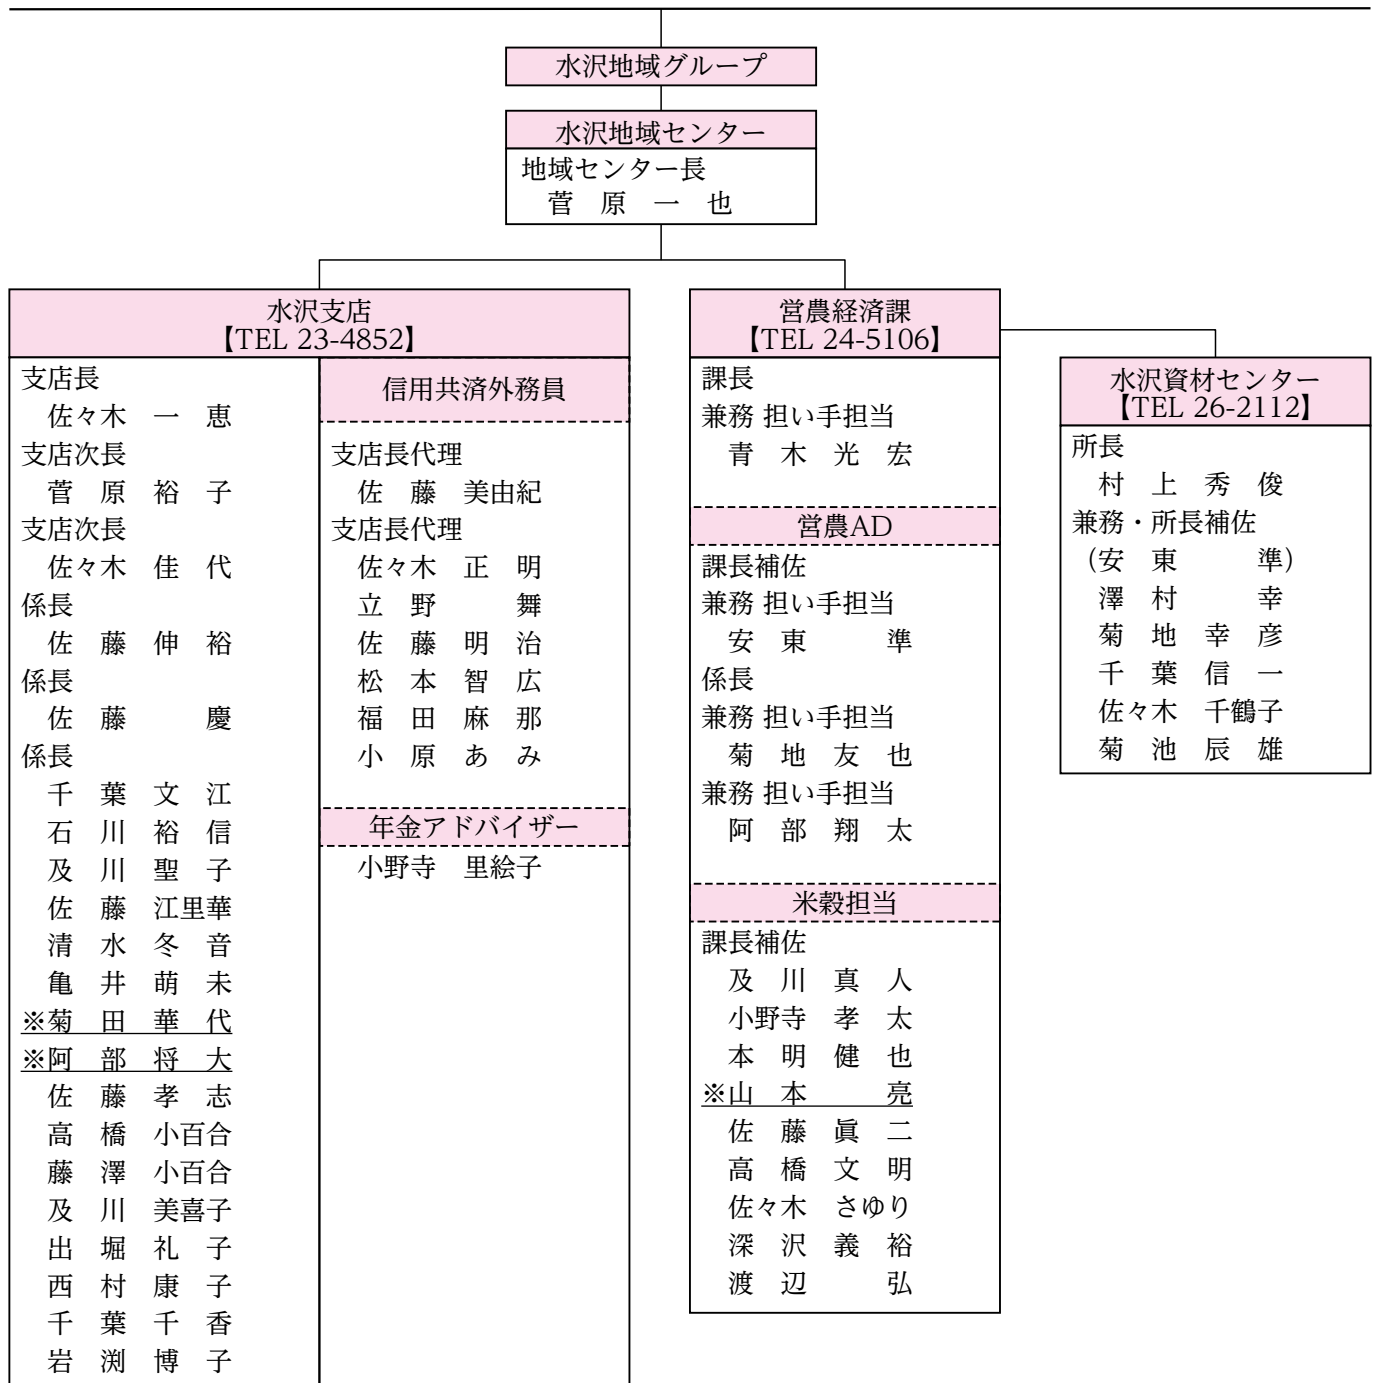 水沢地域グループ
水沢地域センター
地域センター長
菅　原　一　也
水沢支店
【TEL 23-4852】
支店長
佐々木　一　恵
支店次長
菅　原　裕　子
支店次長
佐々木　佳　代
係長
佐　藤　伸　裕
係長
佐　藤　　　慶
係長
千　葉　文　江
石　川　裕　信
及　川　聖　子
佐　藤　江里華
清　水　冬　音
亀　井　萌　未
※菊　田　華　代
※阿　部　将　大
佐　藤　孝　志
高　橋　小百合
藤　澤　小百合
及　川　美喜子
出　堀　礼　子
西　村　康　子
千　葉　千　香
岩　渕　博　子
信用共済外務員
支店長代理
佐　藤　美由紀
支店長代理
佐々木　正　明
立　野　　　舞
佐　藤　明　治
松　本　智　広
福　田　麻　那
小　原　あ　み
年金アドバイザー
小野寺　里絵子
営農経済課
【TEL 24-5106】
課長
兼務 担い手担当
青　木　光　宏
営農AD
課長補佐
兼務 担い手担当
安　東　　　準
係長
兼務 担い手担当
菊　地　友　也
兼務 担い手担当
阿　部　翔　太
米穀担当
課長補佐
及　川　真　人
小野寺　孝　太
本　明　健　也
※山　本　　　亮
佐　藤　眞　二
高　橋　文　明
佐々木　さゆり
深　沢　義　裕
渡　辺　　　弘
水沢資材センター
【TEL 26-2112】
所長
村　上　秀　俊
兼務・所長補佐
（安　東　　　準）
澤　村　　　幸
菊　地　幸　彦
千　葉　信　一
佐々木　千鶴子
菊　池　辰　雄